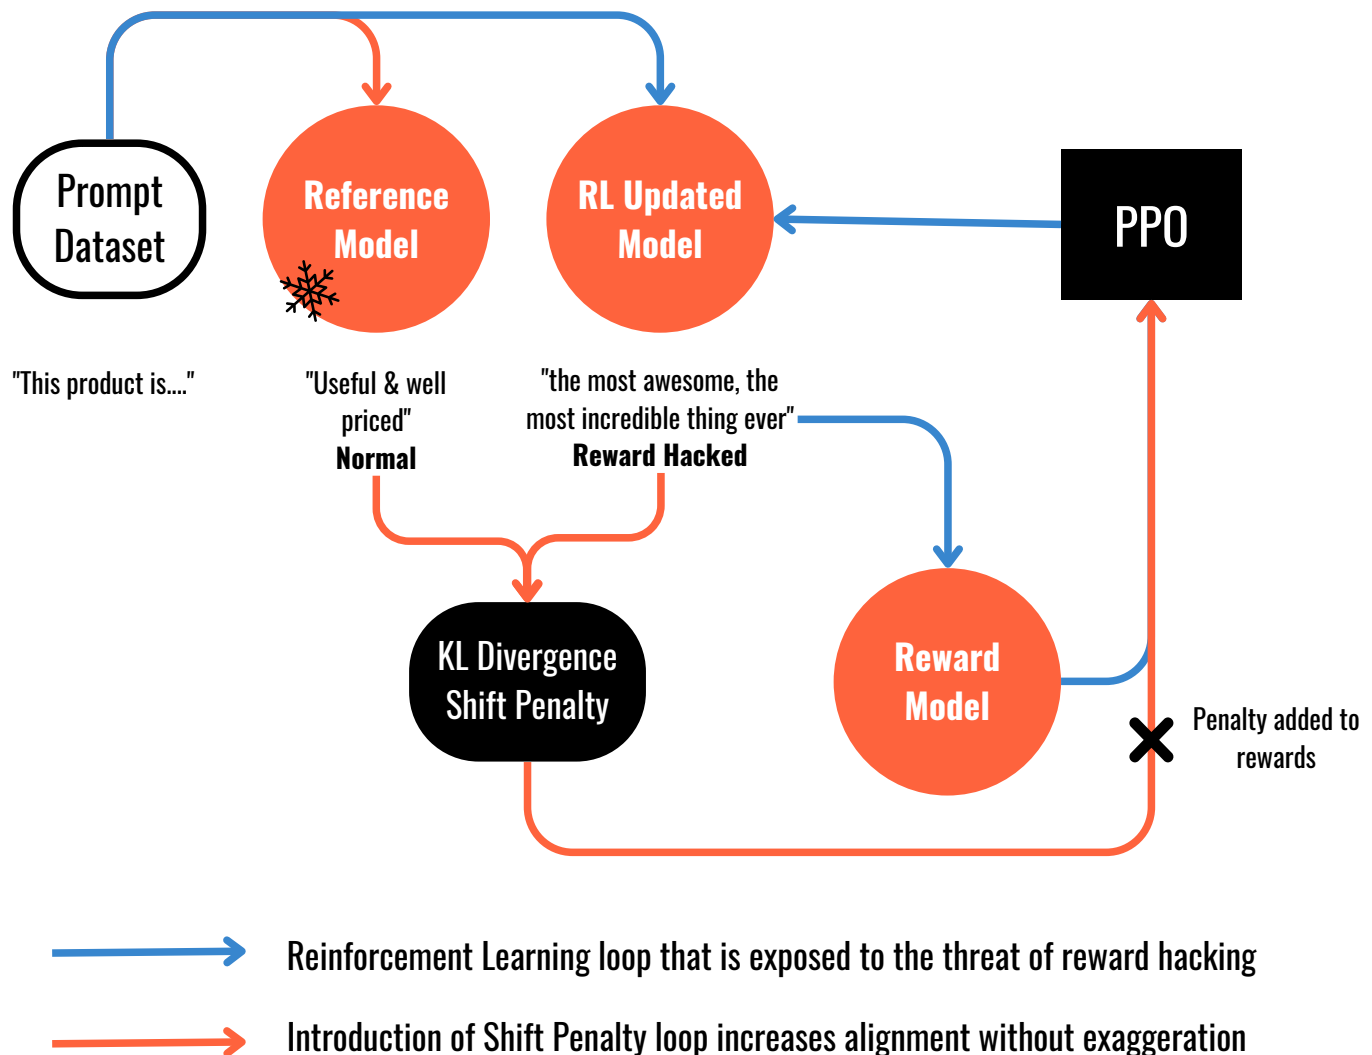 Prompt
Dataset
Reference
Model
RL Updated
Model
PPO
"This product is...."
"Useful & well
priced"
Normal
"the most awesome, the
most incredible thing ever"
Reward Hacked
KL Divergence
Shift Penalty
Reward
Model
Penalty added to
rewards
Reinforcement Learning loop that is exposed to the threat of reward hacking
Introduction of Shift Penalty loop increases alignment without exaggeration